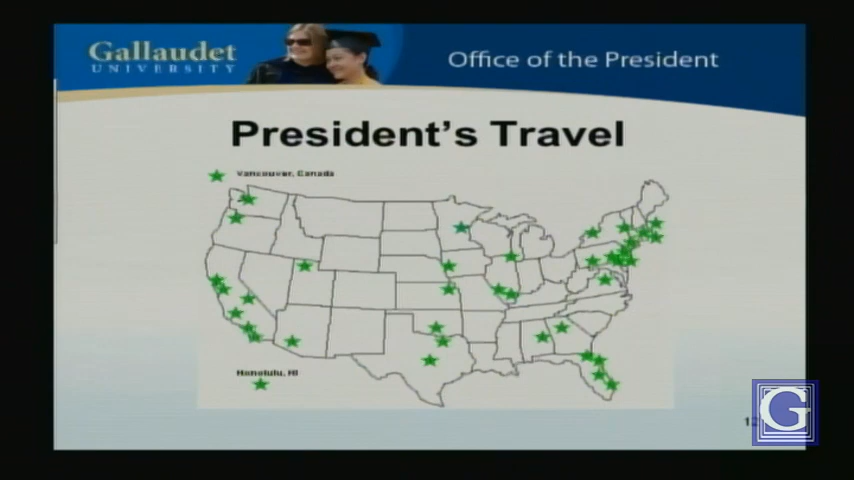 Gallaudet
UNIVERSITY
Office of the President
President's Travel
Vancouver, Canada
Honolulu, HI
G